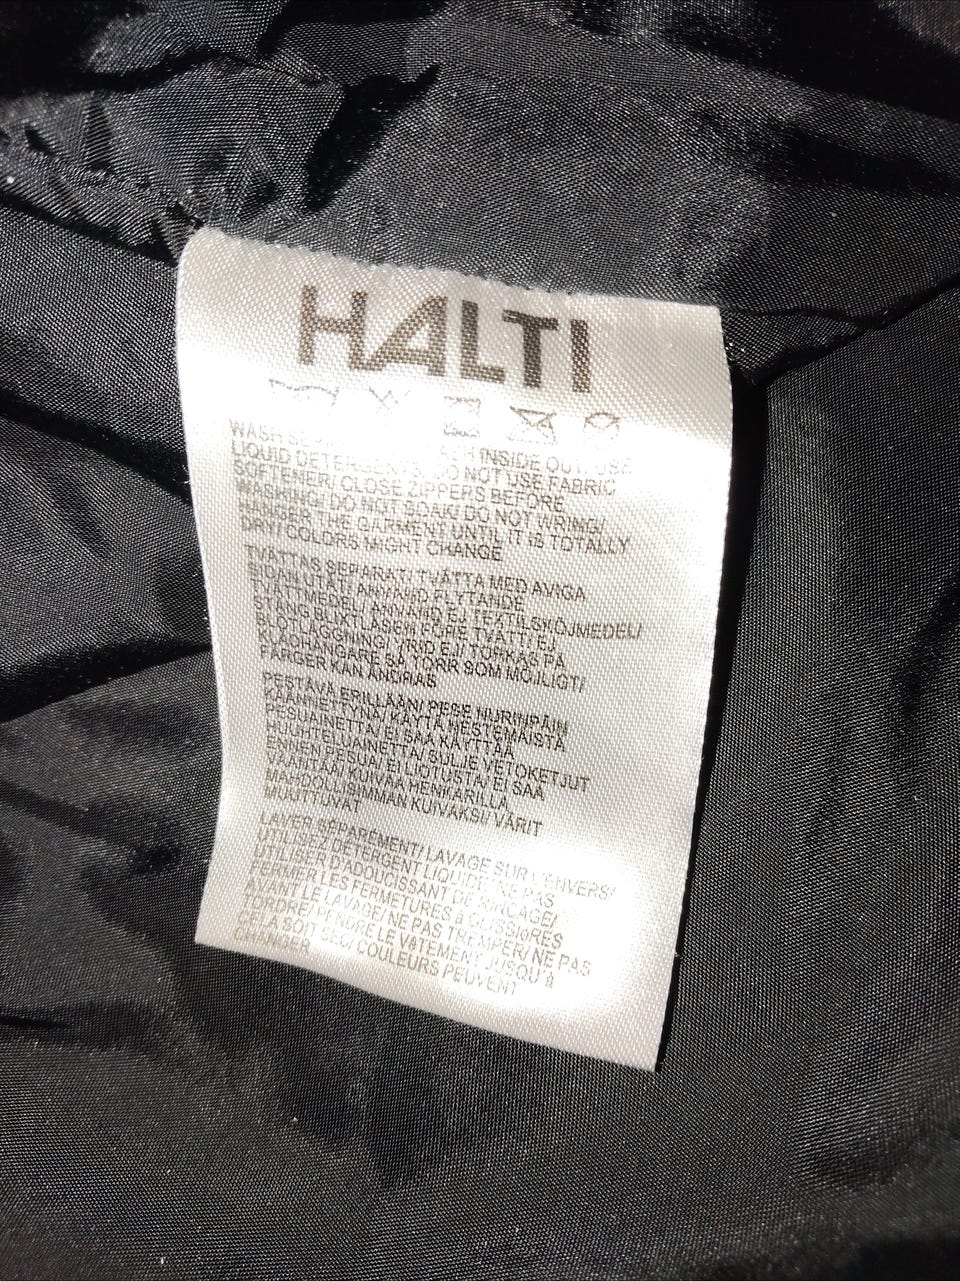 HALTI
WASH INSIDE OUT/ USE
LIQUID DETERGENTS/ DO NOT USE FABRIC
SOFTENER/ CLOSE ZIPPERS BEFORE
WASHING/ DO NOT SOAK/ DO NOT WRING/
THE GARMENT UNTIL IT IS TOTALLY
DRY/ COLORS MIGHT CHANGE
TVÄTTAS SEPARAT/ TVÄTTA MED AVIGA
SIDAN UTÅT/ ANVÄND FLYTANDE
TVÄTTMEDEL/ ANVÄND EJ TEXTILSKÖJMEDEL/
STÄNG BLIXTLÅSEN FÖRE TVÄTT/ EJ
BLÖTLÄGGNING/ VRID EJ/ TORKAS PÅ
KLÄDHÄNGARE SÅ TORR SOM MÖJLIGT/
FÄRGER KAN ÄNDRAS
PESTÄVÄ ERILLÄÄN/ PESE NURINPÄIN
KÄÄNNETTYNÄ/ KÄYTÄ NESTEMÄISTÄ
PESUAINETTA/ EI SAA KÄYTTÄÄ
HUUHTELUAINETTA/ SULJE VETOKETJUT
ENNEN PESUA/ EI LIOTUSTA/ EI SAA
VÄÄNTÄÄ/ KUIVAA HENKARILLA
MAHDOLLISIMMAN KUIVAKSI/ VÄRIT
MUUTTUVAT
LAVER SÉPARÉMENT/ LAVAGE SUR L'ENVERS/
UTILISEZ DÉTERGENT LIQUIDE/ NE PAS
UTILISER D'ADOUCISSANT DE RINÇAGE/
FERMER LES FERMETURES à GLISSIèRES
AVANT LE LAVAGE/ NE PAS TREMPER/ NE PAS
TORDRE/ PENDRE LE VêTEMENT JUSQU'à
CELA SOIT SEC/ COULEURS PEUVENT
CHANGER